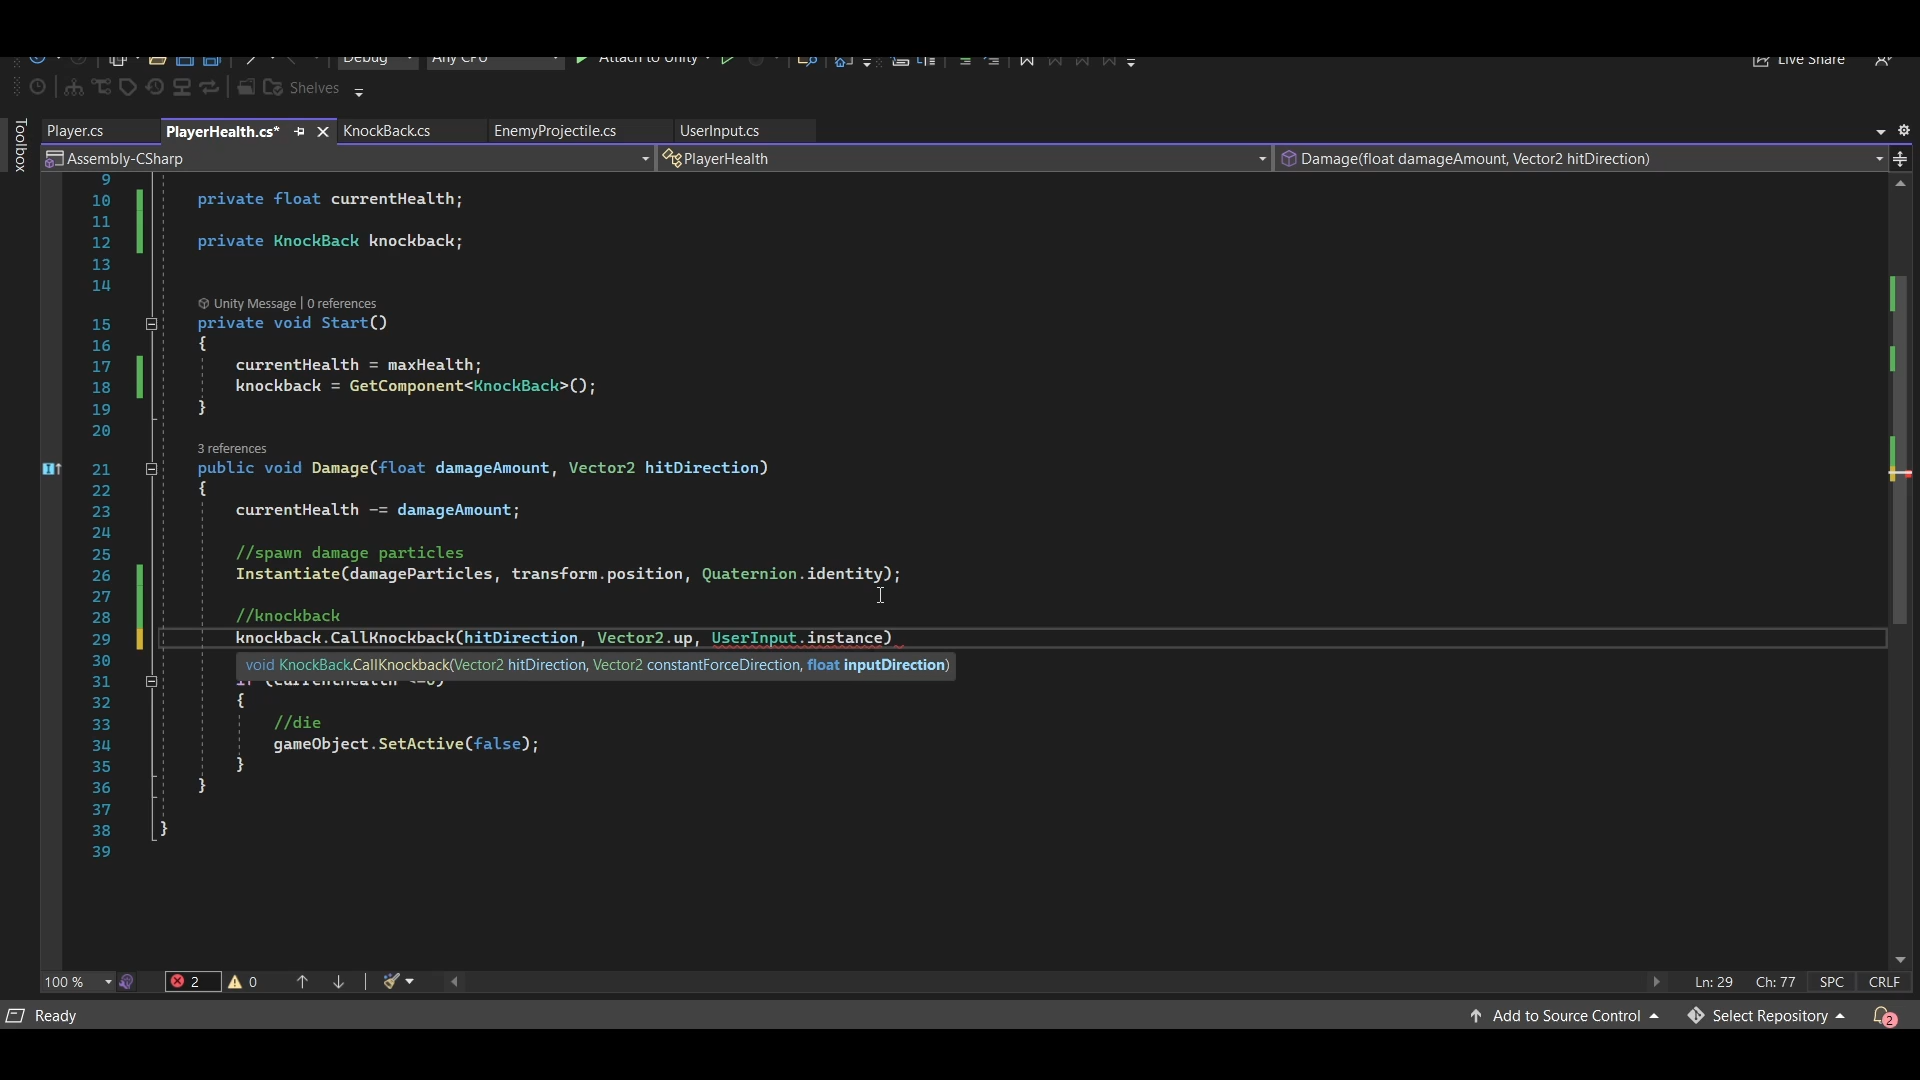 Debug Any CPU Attach to Unity Live Share
Shelves
Toolbox
Player.cs PlayerHealth.cs* KnockBack.cs EnemyProjectile.cs UserInput.cs
Assembly-CSharp PlayerHealth Damage(float damageAmount, Vector2 hitDirection)
9
10 private float currentHealth;
11
12 private KnockBack knockback;
13
14
Unity Message | 0 references
15 private void Start()
16 {
17 currentHealth = maxHealth;
18 knockback = GetComponent<KnockBack>();
19 }
20
3 references
21 public void Damage(float damageAmount, Vector2 hitDirection)
22 {
23 currentHealth -= damageAmount;
24
25 //spawn damage particles
26 Instantiate(damageParticles, transform.position, Quaternion.identity);
27
28 //knockback
29 knockback.CallKnockback(hitDirection, Vector2.up, UserInput.instance)
30 void KnockBack.CallKnockback(Vector2 hitDirection, Vector2 constantForceDirection, float inputDirection)
31 if (currentHealth <=0)
32 {
33 //die
34 gameObject.SetActive(false);
35 }
36 }
37
38 }
39
100 % 2 0 Ln: 29 Ch: 77 SPC CRLF
Ready Add to Source Control Select Repository 2